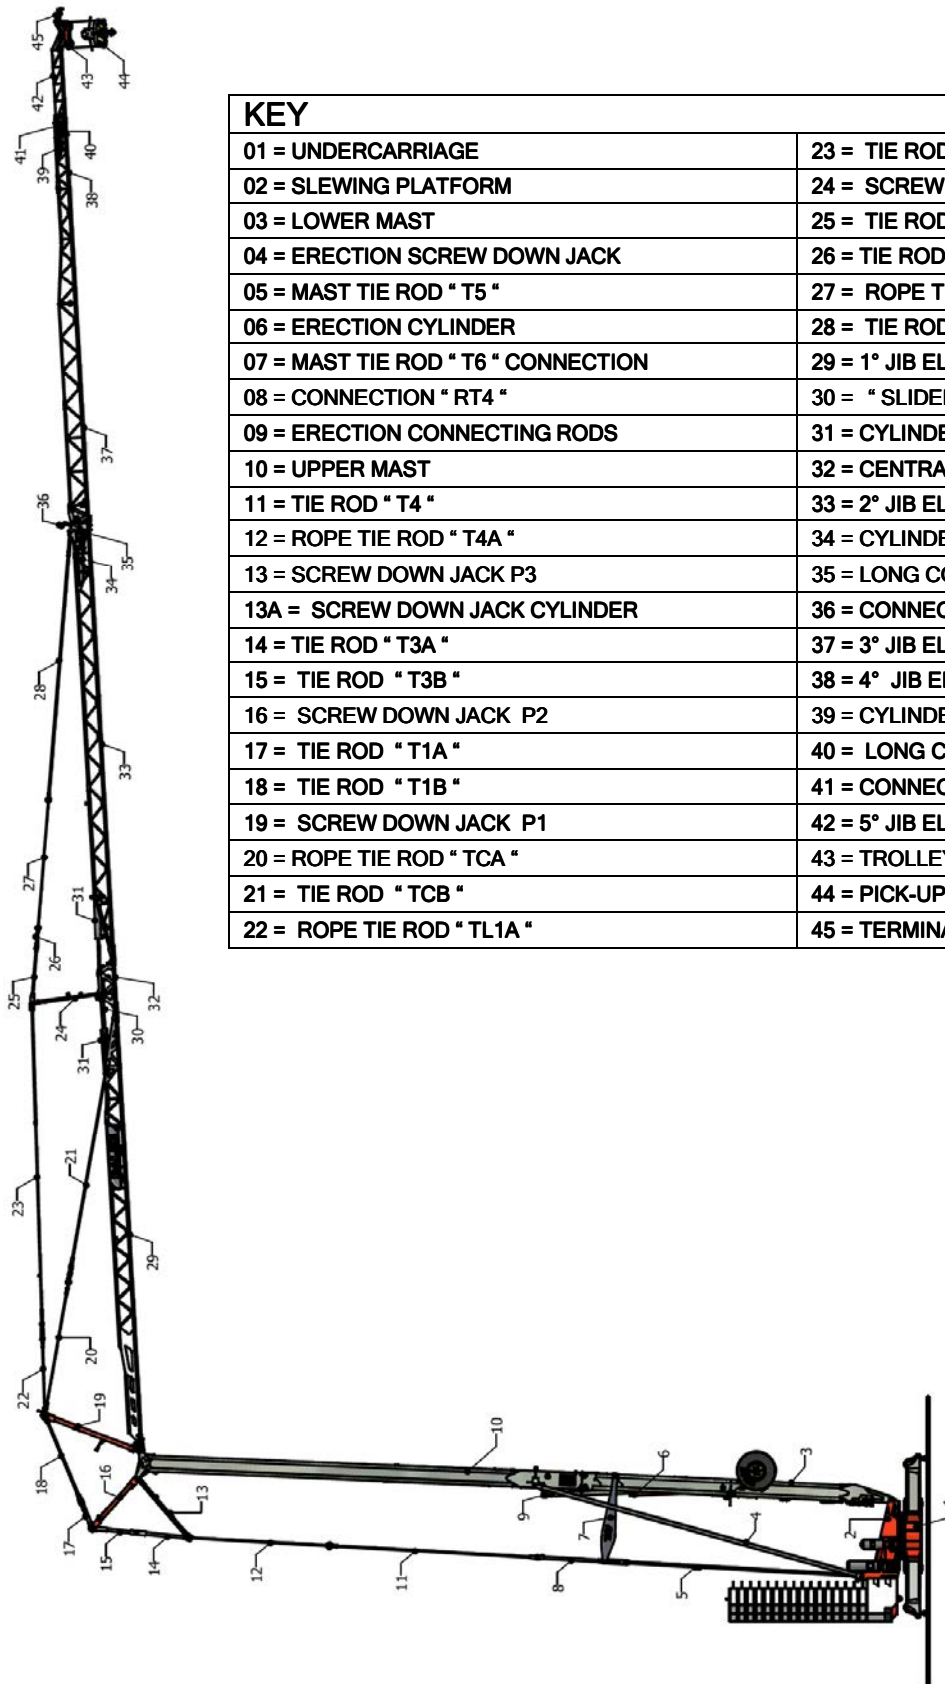 KEY
01 = UNDERCARRIAGE
02 = SLEWING PLATFORM
03 = LOWER MAST
04 = ERECTION SCREW DOWN JACK
05 = MAST TIE ROD “ T5 “
06 = ERECTION CYLINDER
07 = MAST TIE ROD “ T6 “ CONNECTION
08 = CONNECTION “ RT4 “
09 = ERECTION CONNECTING RODS
10 = UPPER MAST
11 = TIE ROD “ T4 “
12 = ROPE TIE ROD “ T4A “
13 = SCREW DOWN JACK P3
13A = SCREW DOWN JACK CYLINDER
14 = TIE ROD “ T3A “
15 = TIE ROD “ T3B “
16 = SCREW DOWN JACK P2
17 = TIE ROD “ T1A “
18 = TIE ROD “ T1B “
19 = SCREW DOWN JACK P1
20 = ROPE TIE ROD “ TCA “
21 = TIE ROD “ TCB “
22 = ROPE TIE ROD “ TL1A “
23 = TIE ROD
24 = SCREW
25 = TIE ROD
26 = TIE ROD
27 = ROPE
28 = TIE ROD
29 = 1° JIB
30 = “
31 =
32 =
33 = 2° JIB
34 =
35 = LONG
36 =
37 = 3° JIB
38 = 4° JIB
39 =
40 = LONG
41 =
42 = 5° JIB
43 =
44 = PICK-UP
45 =
45
44
43
42
41
40
39
38
37
36
35
34
28
33
27
31
26
25
24
32
30
31
23
21
29
20
22
19
18
16
17
13
15
14
12
10
11
9
6
3
7
8
4
5
2